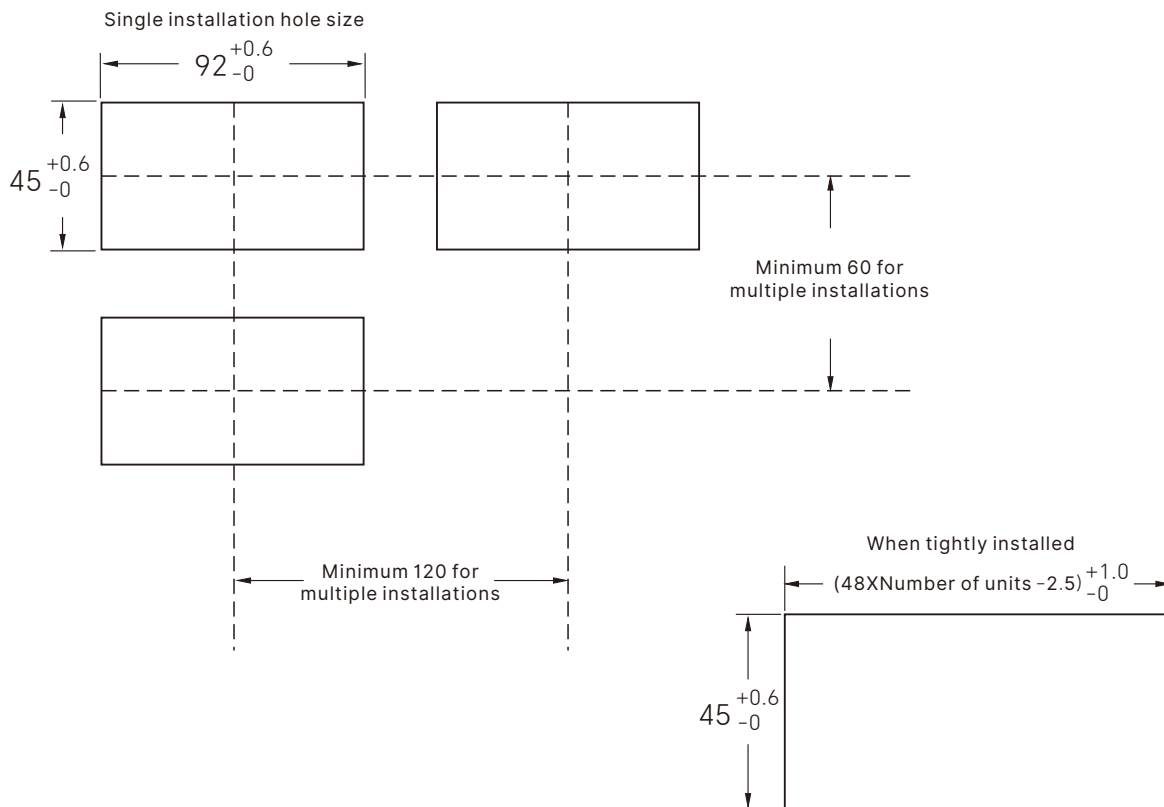 Single installation hole size
92 +0.6 -0
45 +0.6 -0
Minimum 60 for
multiple installations
Minimum 120 for
multiple installations
When tightly installed
(48XNumber of units -2.5) +1.0 -0
45 +0.6 -0